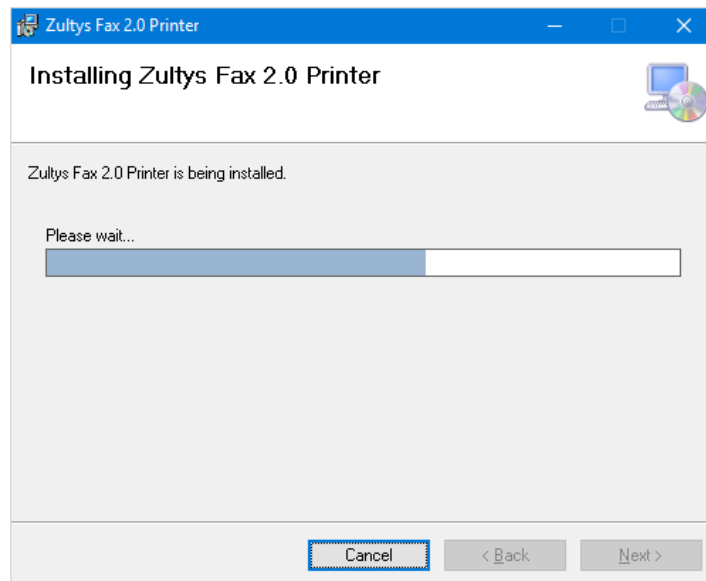 Zultys Fax 2.0 Printer
Installing Zultys Fax 2.0 Printer
Zultys Fax 2.0 Printer is being installed.
Please wait...
Cancel < Back Next >